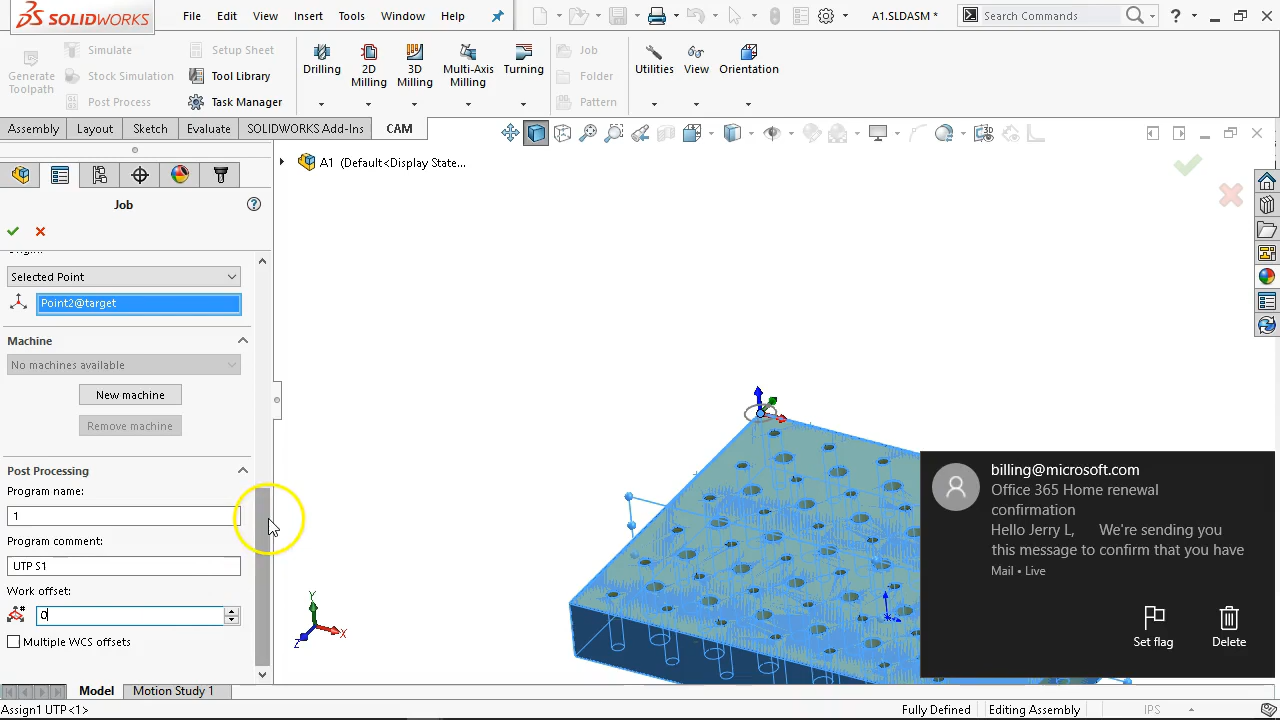 SOLIDWORKS
File Edit View Insert Tools Window Help
A1.SLDASM *
Search Commands
?
Generate Toolpath
Simulate
Stock Simulation
Post Process
Setup Sheet
Tool Library
Task Manager
Drilling
2D Milling
3D Milling
Multi-Axis Milling
Turning
Job
Folder
Pattern
Utilities
View
Orientation
Assembly Layout Sketch Evaluate SOLIDWORKS Add-Ins CAM
A1 (Default<Display State...
Job
Selected Point
Point2@target
Machine
No machines available
New machine
Remove machine
Post Processing
Program name:
1
Program comment:
UTP S1
Work offset:
0
Multiple WCS offsets
Y
X
Z
billing@microsoft.com
Office 365 Home renewal
confirmation
Hello Jerry L, We're sending you
this message to confirm that you have
Mail • Live
Set flag
Delete
Model Motion Study 1
Assign1 UTP<1>
Fully Defined Editing Assembly IPS